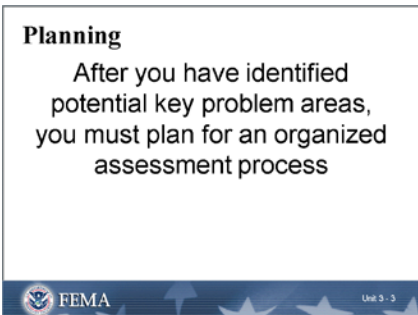 Planning
After you have identified
potential key problem areas,
you must plan for an organized
assessment process
FEMA
Unit 3 - 3